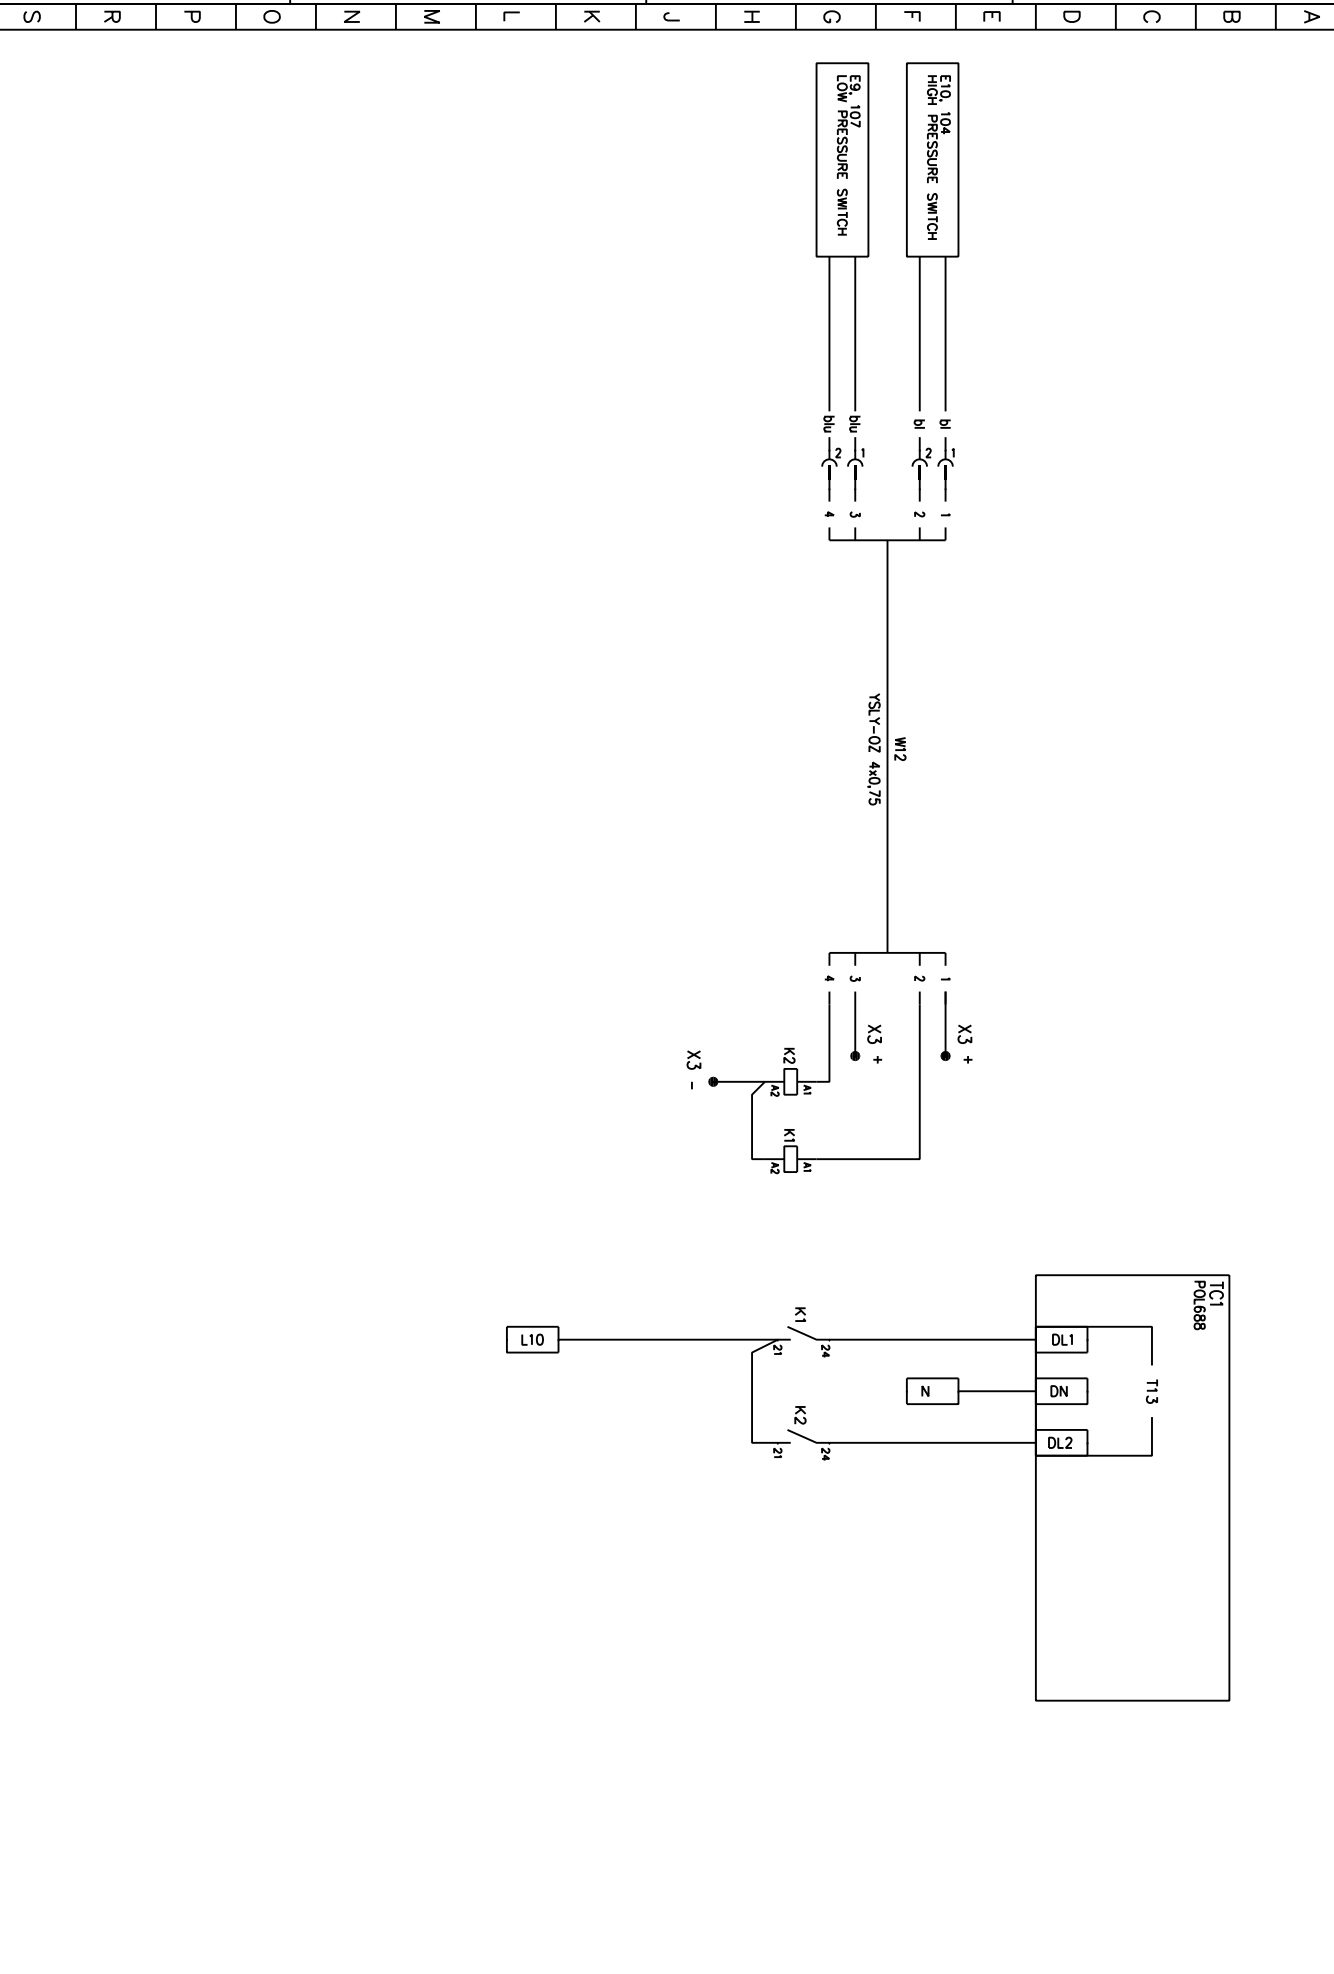 S R P O N M L K J H G F E D C B A
E10, 104
HIGH PRESSURE SWITCH
E9, 107
LOW PRESSURE SWITCH
bl
bl
blu
blu
1
2
1
2
1
2
3
4
W12
YSLY-OZ 4x0,75
1
2
3
4
X3 +
X3 +
X3 -
K2
A1
A2
K1
A1
A2
TC1
POL688
T13
DL1
DN
DL2
N
L10
K1
24
21
K2
24
21